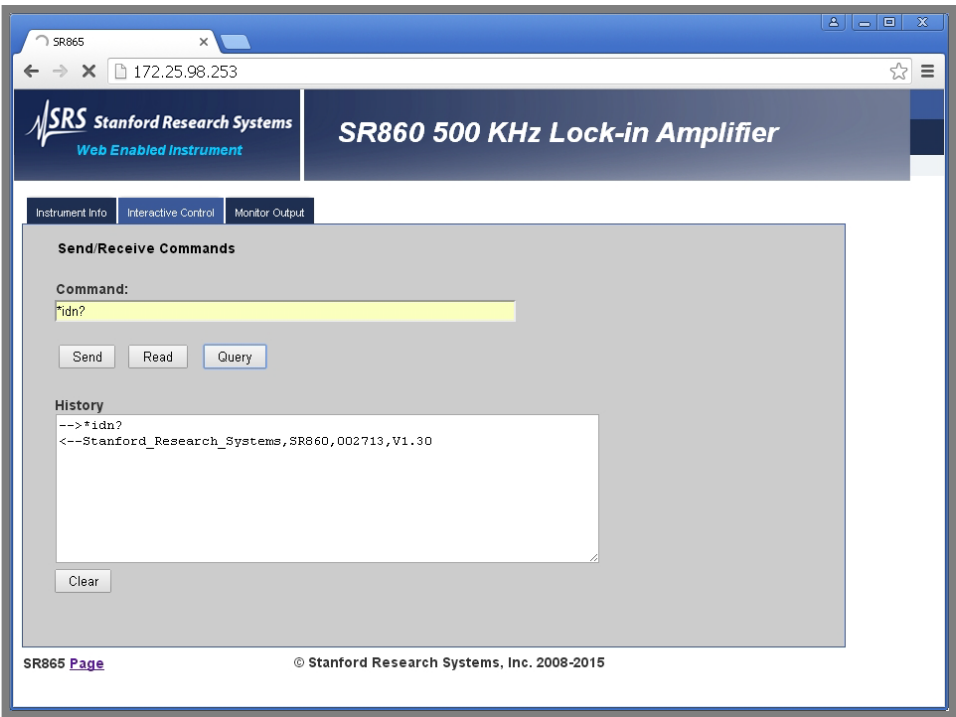 SR865
172.25.98.253
SRS Stanford Research Systems
Web Enabled Instrument
SR860 500 KHz Lock-in Amplifier
Instrument Info Interactive Control Monitor Output
Send/Receive Commands
Command:
*idn?
Send Read Query
History
-->*idn?
<--Stanford_Research_Systems,SR860,002713,V1.30
Clear
SR865 Page © Stanford Research Systems, Inc. 2008-2015